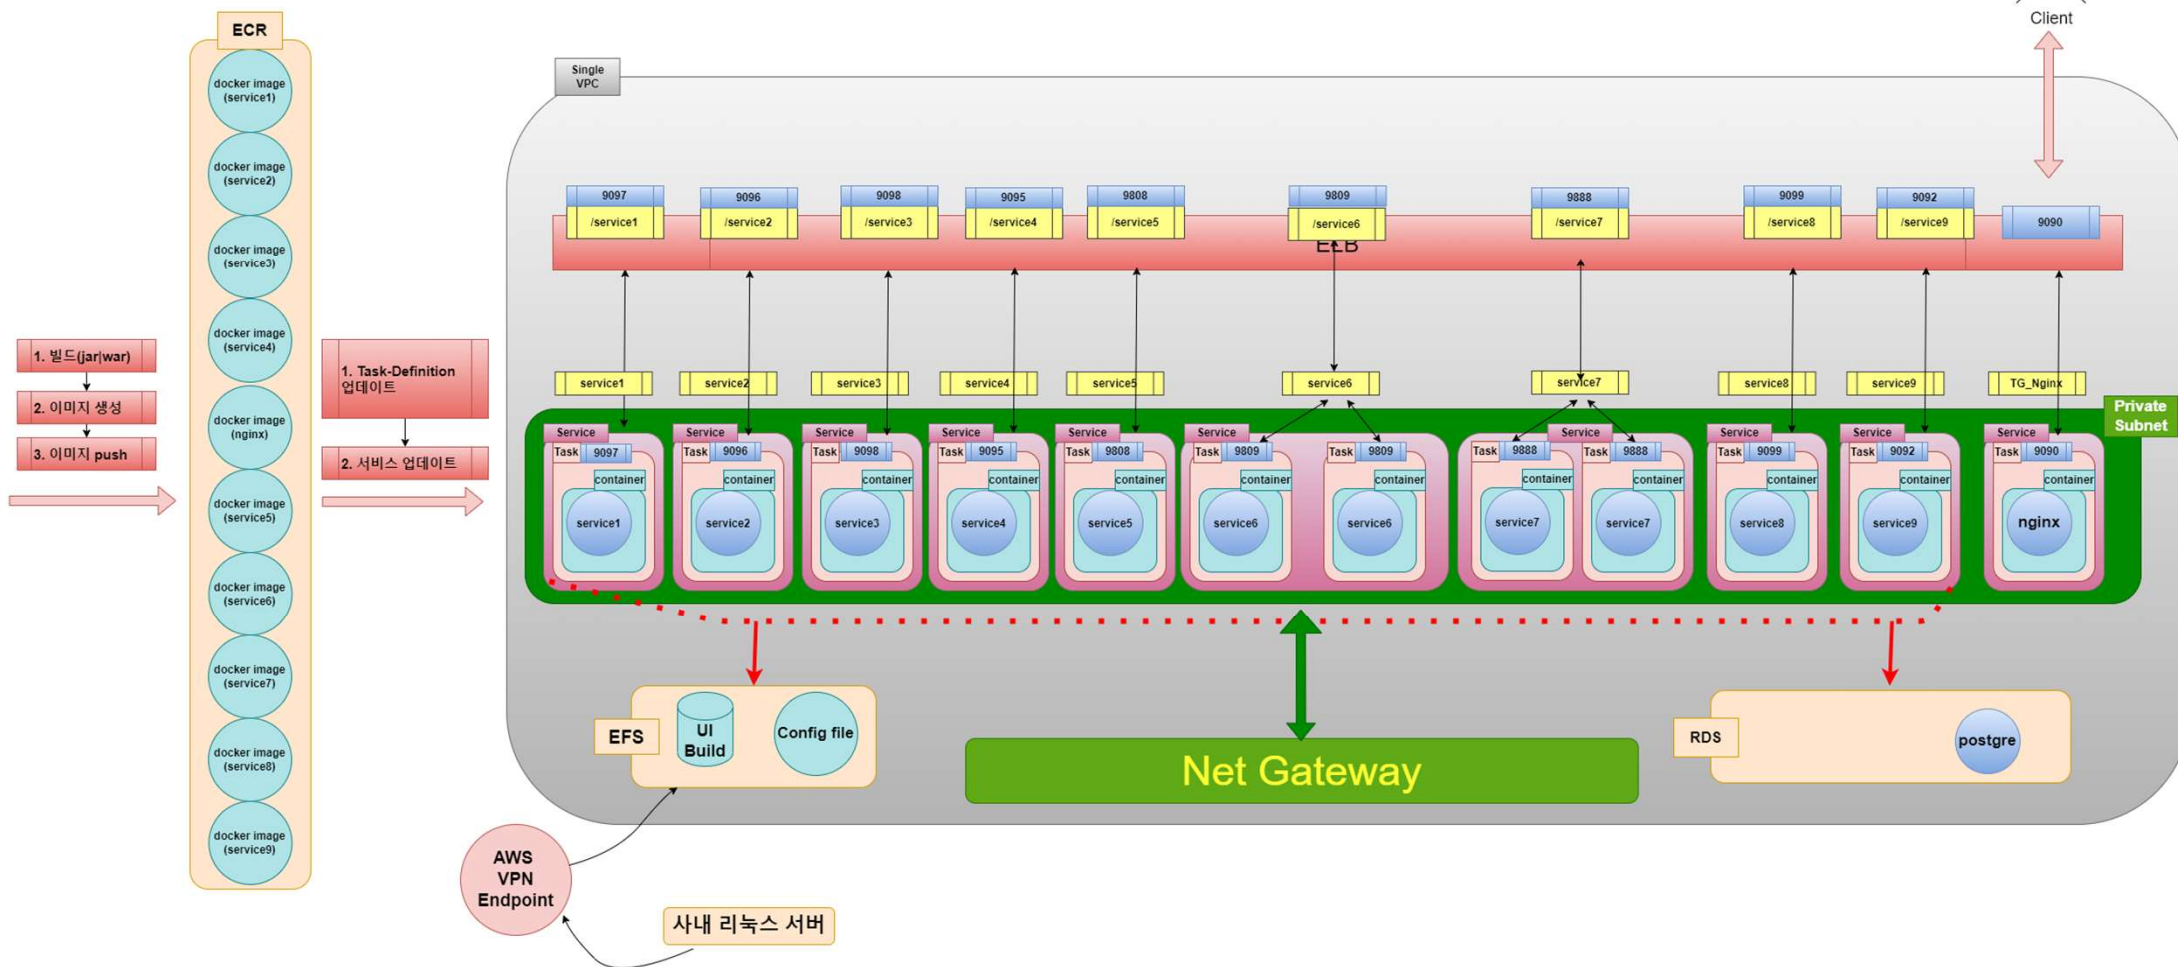 Client
ECR
docker image
(service1)
docker image
(service2)
docker image
(service3)
docker image
(service4)
docker image
(nginx)
docker image
(service5)
docker image
(service6)
docker image
(service7)
docker image
(service8)
docker image
(service9)
1. 빌드(jar|war)
2. 이미지 생성
3. 이미지 push
1. Task-Definition
업데이트
2. 서비스 업데이트
Single
VPC
9097
/service1
9096
/service2
9098
/service3
9095
/service4
9808
/service5
9809
/service6
9888
/service7
9099
/service8
9092
/service9
9090
ELB
service1
service2
service3
service4
service5
service6
service7
service8
service9
TG_Nginx
Private
Subnet
Service
Task
9097
container
service1
Service
Task
9096
container
service2
Service
Task
9098
container
service3
Service
Task
9095
container
service4
Service
Task
9808
container
service5
Service
Task
9809
container
service6
Task
9809
container
service6
Service
Task
9888
container
service7
Task
9888
container
service7
Service
Task
9099
container
service8
Service
Task
9092
container
service9
Service
Task
9090
container
nginx
EFS
UI
Build
Config file
Net Gateway
RDS
postgre
AWS
VPN
Endpoint
사내 리눅스 서버